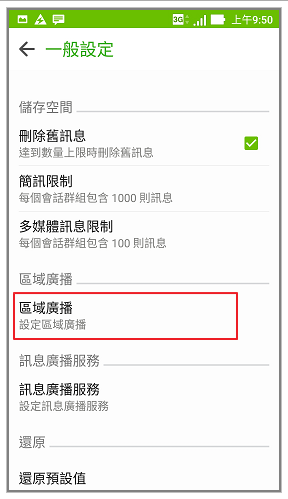 3G 上午9:50
一般設定
儲存空間
刪除舊訊息
達到數量上限時刪除舊訊息
簡訊限制
每個會話群組包含 1000 則訊息
多媒體訊息限制
每個會話群組包含 100 則訊息
區域廣播
區域廣播
設定區域廣播
訊息廣播服務
訊息廣播服務
設定訊息廣播服務
還原
還原預設值